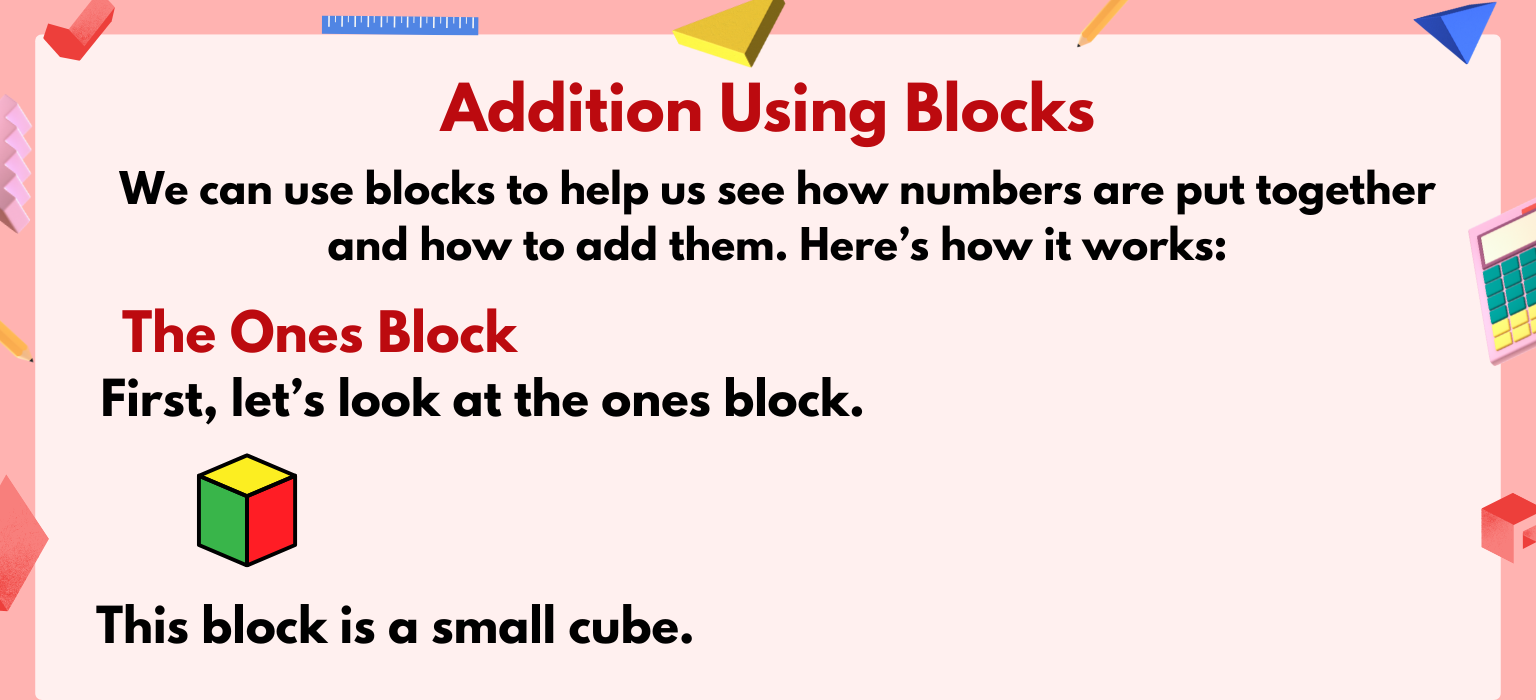 Addition Using Blocks
We can use blocks to help us see how numbers are put together
and how to add them. Here’s how it works:
The Ones Block
First, let’s look at the ones block.
This block is a small cube.